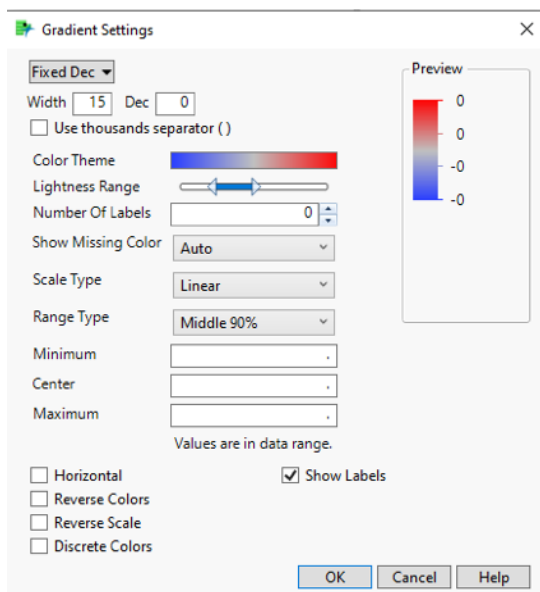 Gradient Settings
Fixed Dec
Preview
Width 15 Dec 0
Use thousands separator ( )
Color Theme
Lightness Range
Number Of Labels 0
Show Missing Color Auto
Scale Type Linear
Range Type Middle 90%
Minimum .
Center .
Maximum .
Values are in data range.
0
0
-0
-0
Horizontal
Show Labels
Reverse Colors
Reverse Scale
Discrete Colors
OK Cancel Help